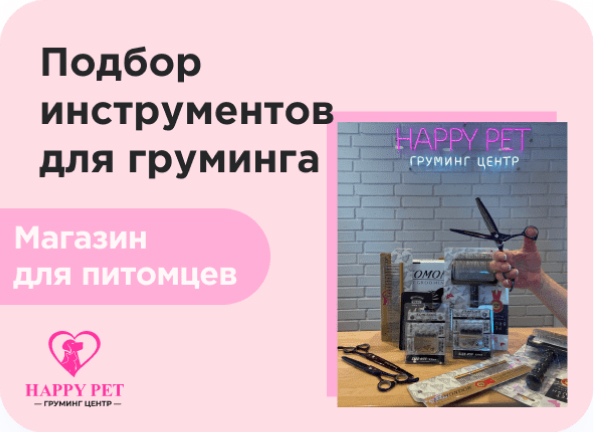 Подбор
инструментов
для груминга
HAPPY PET
ГРУМИНГ ЦЕНТР
Магазин
для питомцев
HAPPY PET
ГРУМИНГ ЦЕНТР